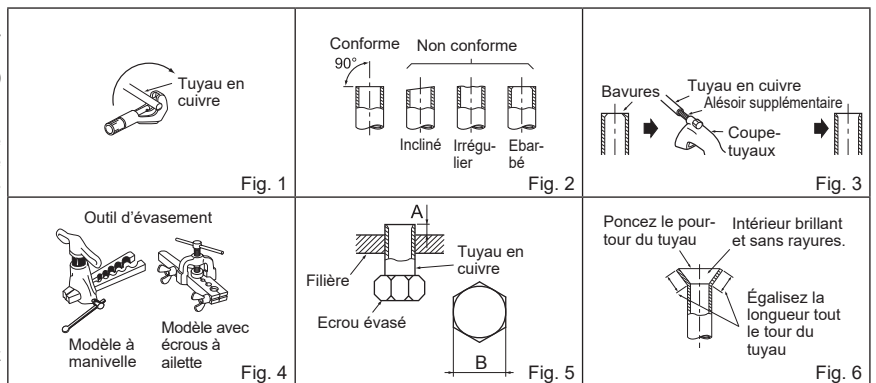 Tuyau en
cuivre
Fig. 1
Conforme
Non conforme
90°
Incliné
Irrégu-
lier
Ebar-
bé
Fig. 2
Bavures
Tuyau en cuivre
Alésoir supplémentaire
Coupe-
tuyaux
Fig. 3
Outil d'évasement
Modèle à
manivelle
Modèle avec
écrous à
ailette
Fig. 4
A
Tuyau en
cuivre
Filière
Ecrou évasé
B
Fig. 5
Poncez le pour-
tour du tuyau
Intérieur brillant
et sans rayures.
Égalisez la
longueur tout
le tour du
tuyau
Fig. 6